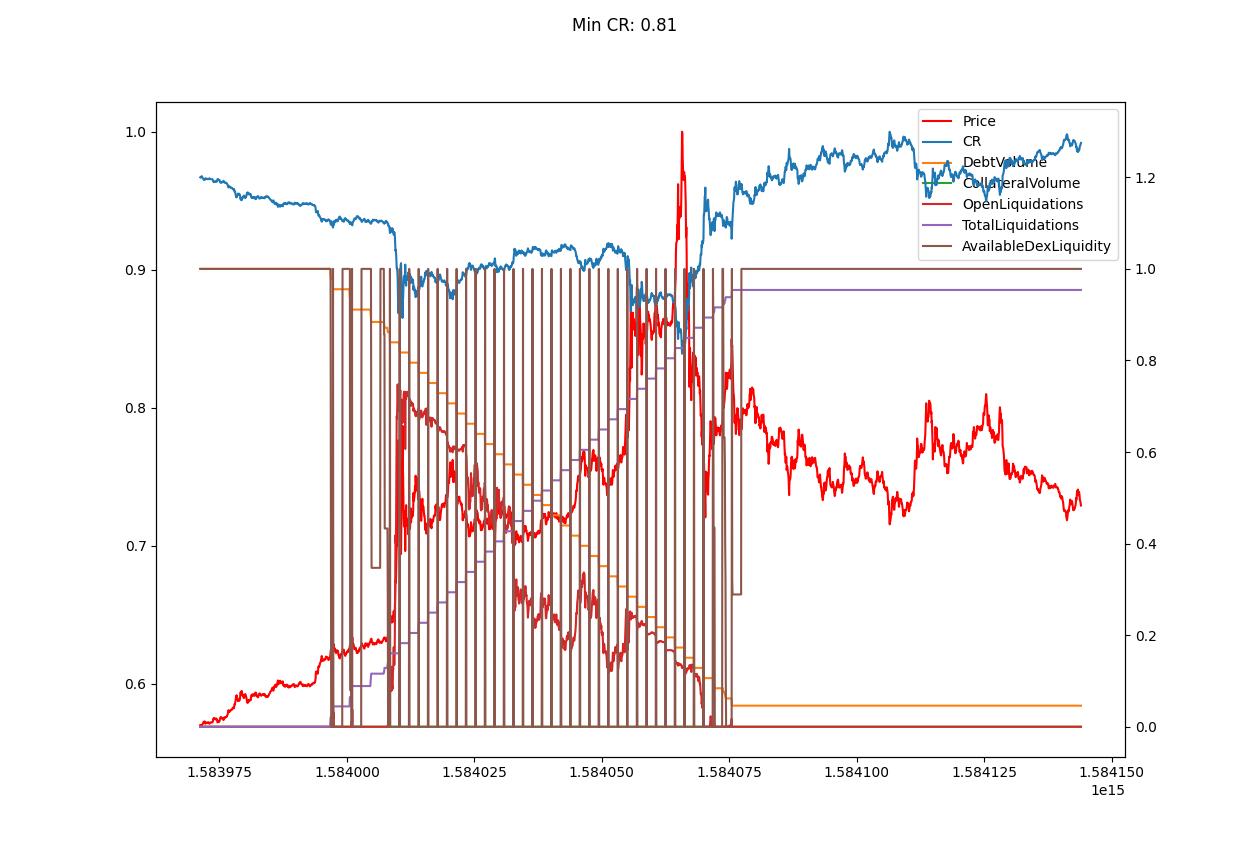 Min CR: 0.81
1.0
0.9
0.8
0.7
0.6
Price
CR
DebtVolume
CollateralVolume
OpenLiquidations
TotalLiquidations
AvailableDexLiquidity
1.2
1.0
0.8
0.6
0.4
0.2
0.0
1.583975 1.584000 1.584025 1.584050 1.584075 1.584100 1.584125 1.584150
1e15